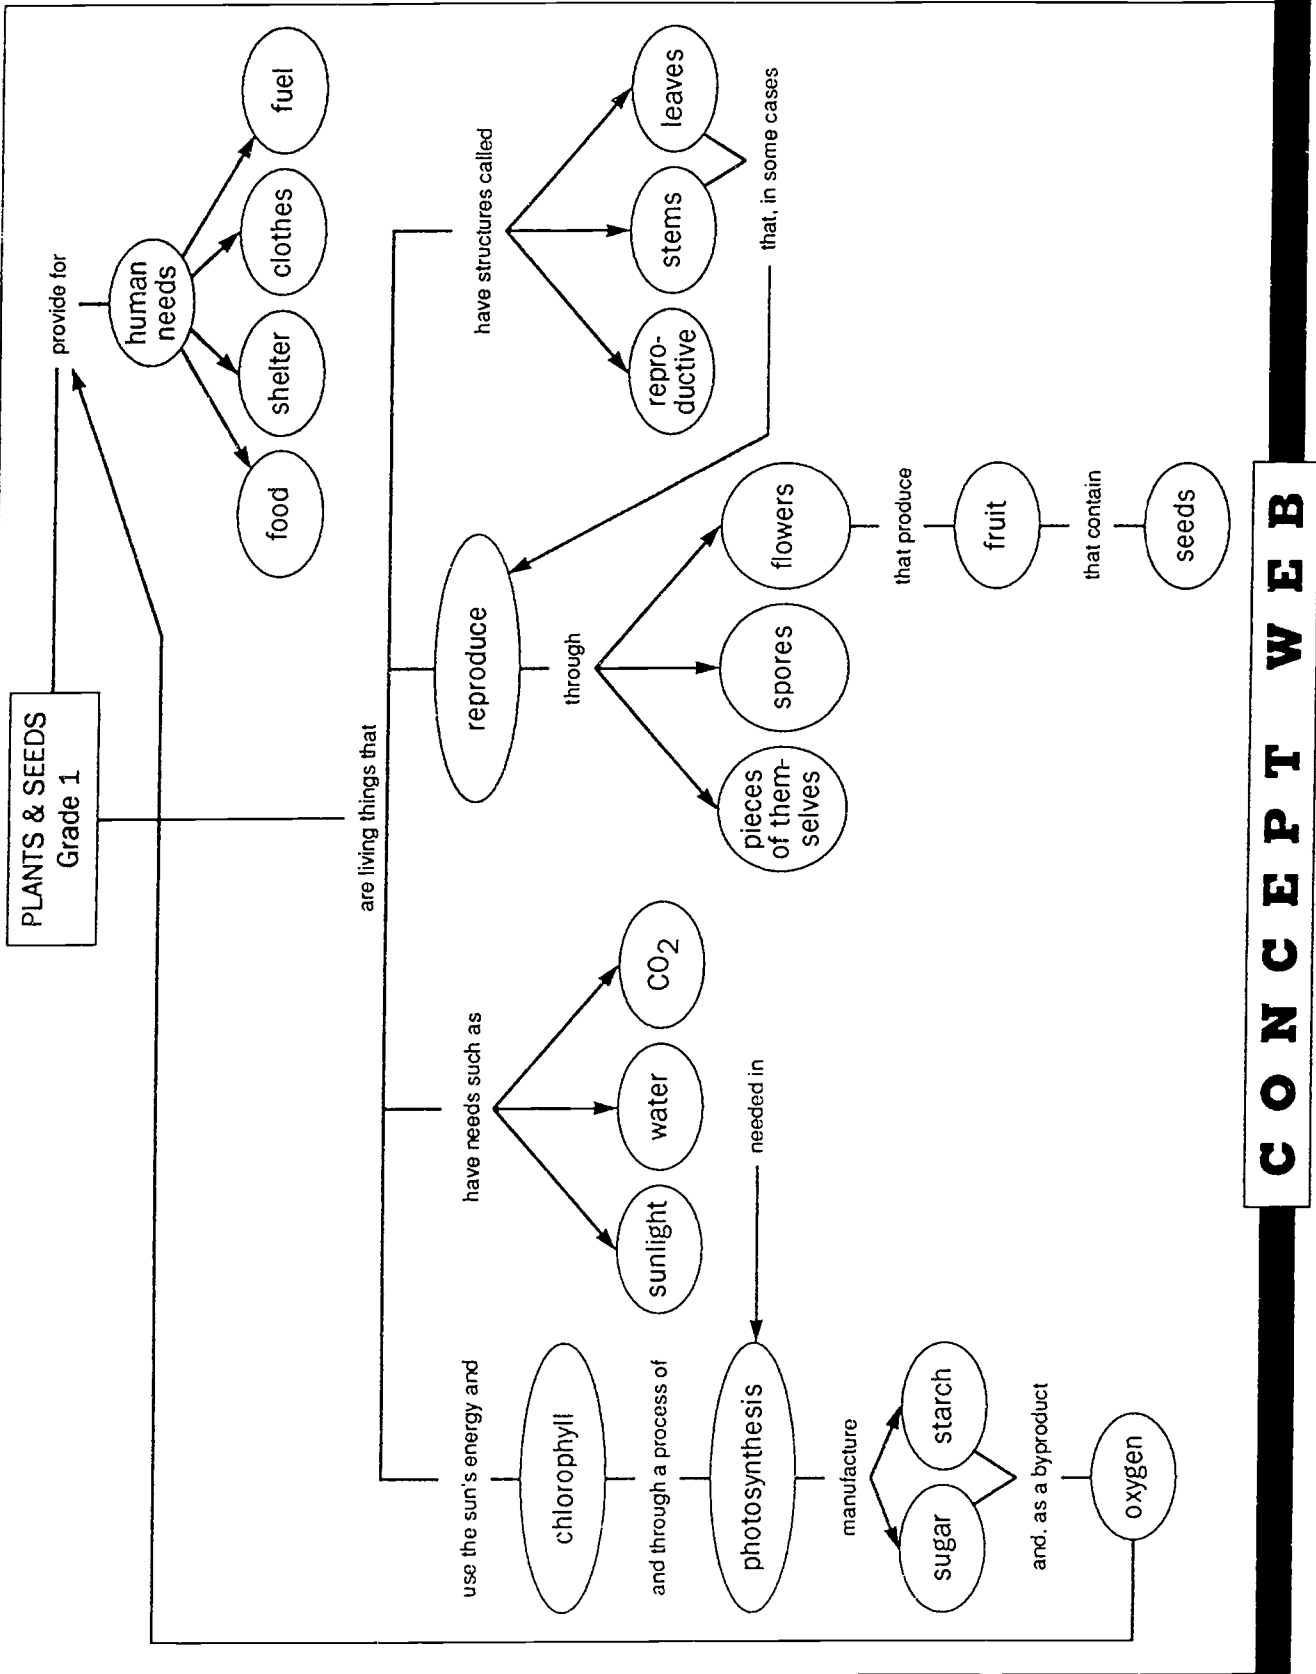 PLANTS & SEEDS
Grade 1
provide for
human
needs
food
shelter
clothes
fuel
are living things that
use the sun's energy and
chlorophyll
and through a process of
photosynthesis
manufacture
sugar
starch
and, as a byproduct
oxygen
have needs such as
sunlight
water
CO2
needed in
reproduce
through
pieces
of them-
selves
spores
flowers
that produce
fruit
that contain
seeds
have structures called
repro-
ductive
stems
leaves
that, in some cases
CONCEPT WEB